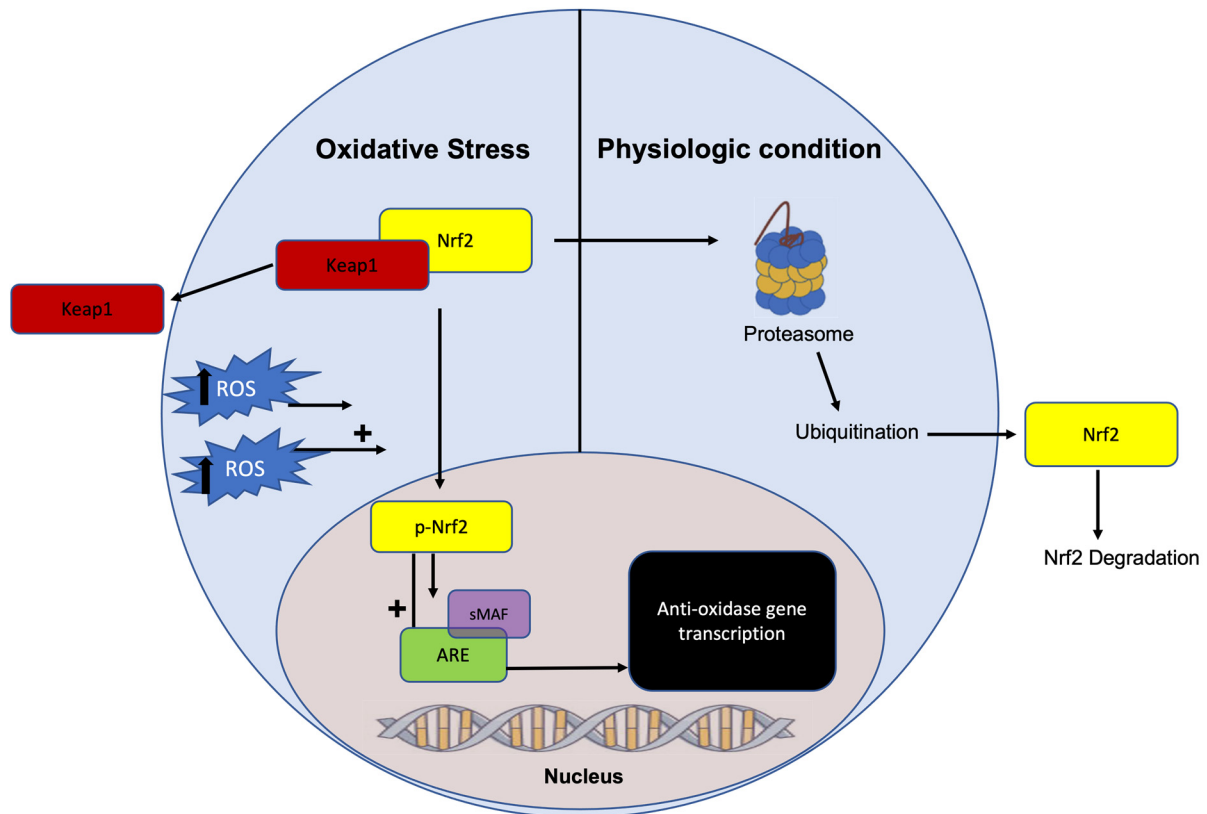 Oxidative Stress
Physiologic condition
Nrf2
Keap1
Keap1
Proteasome
ROS
+
ROS
Ubiquitination
Nrf2
Nrf2 Degradation
p-Nrf2
+
sMAF
ARE
Anti-oxidase gene
transcription
Nucleus